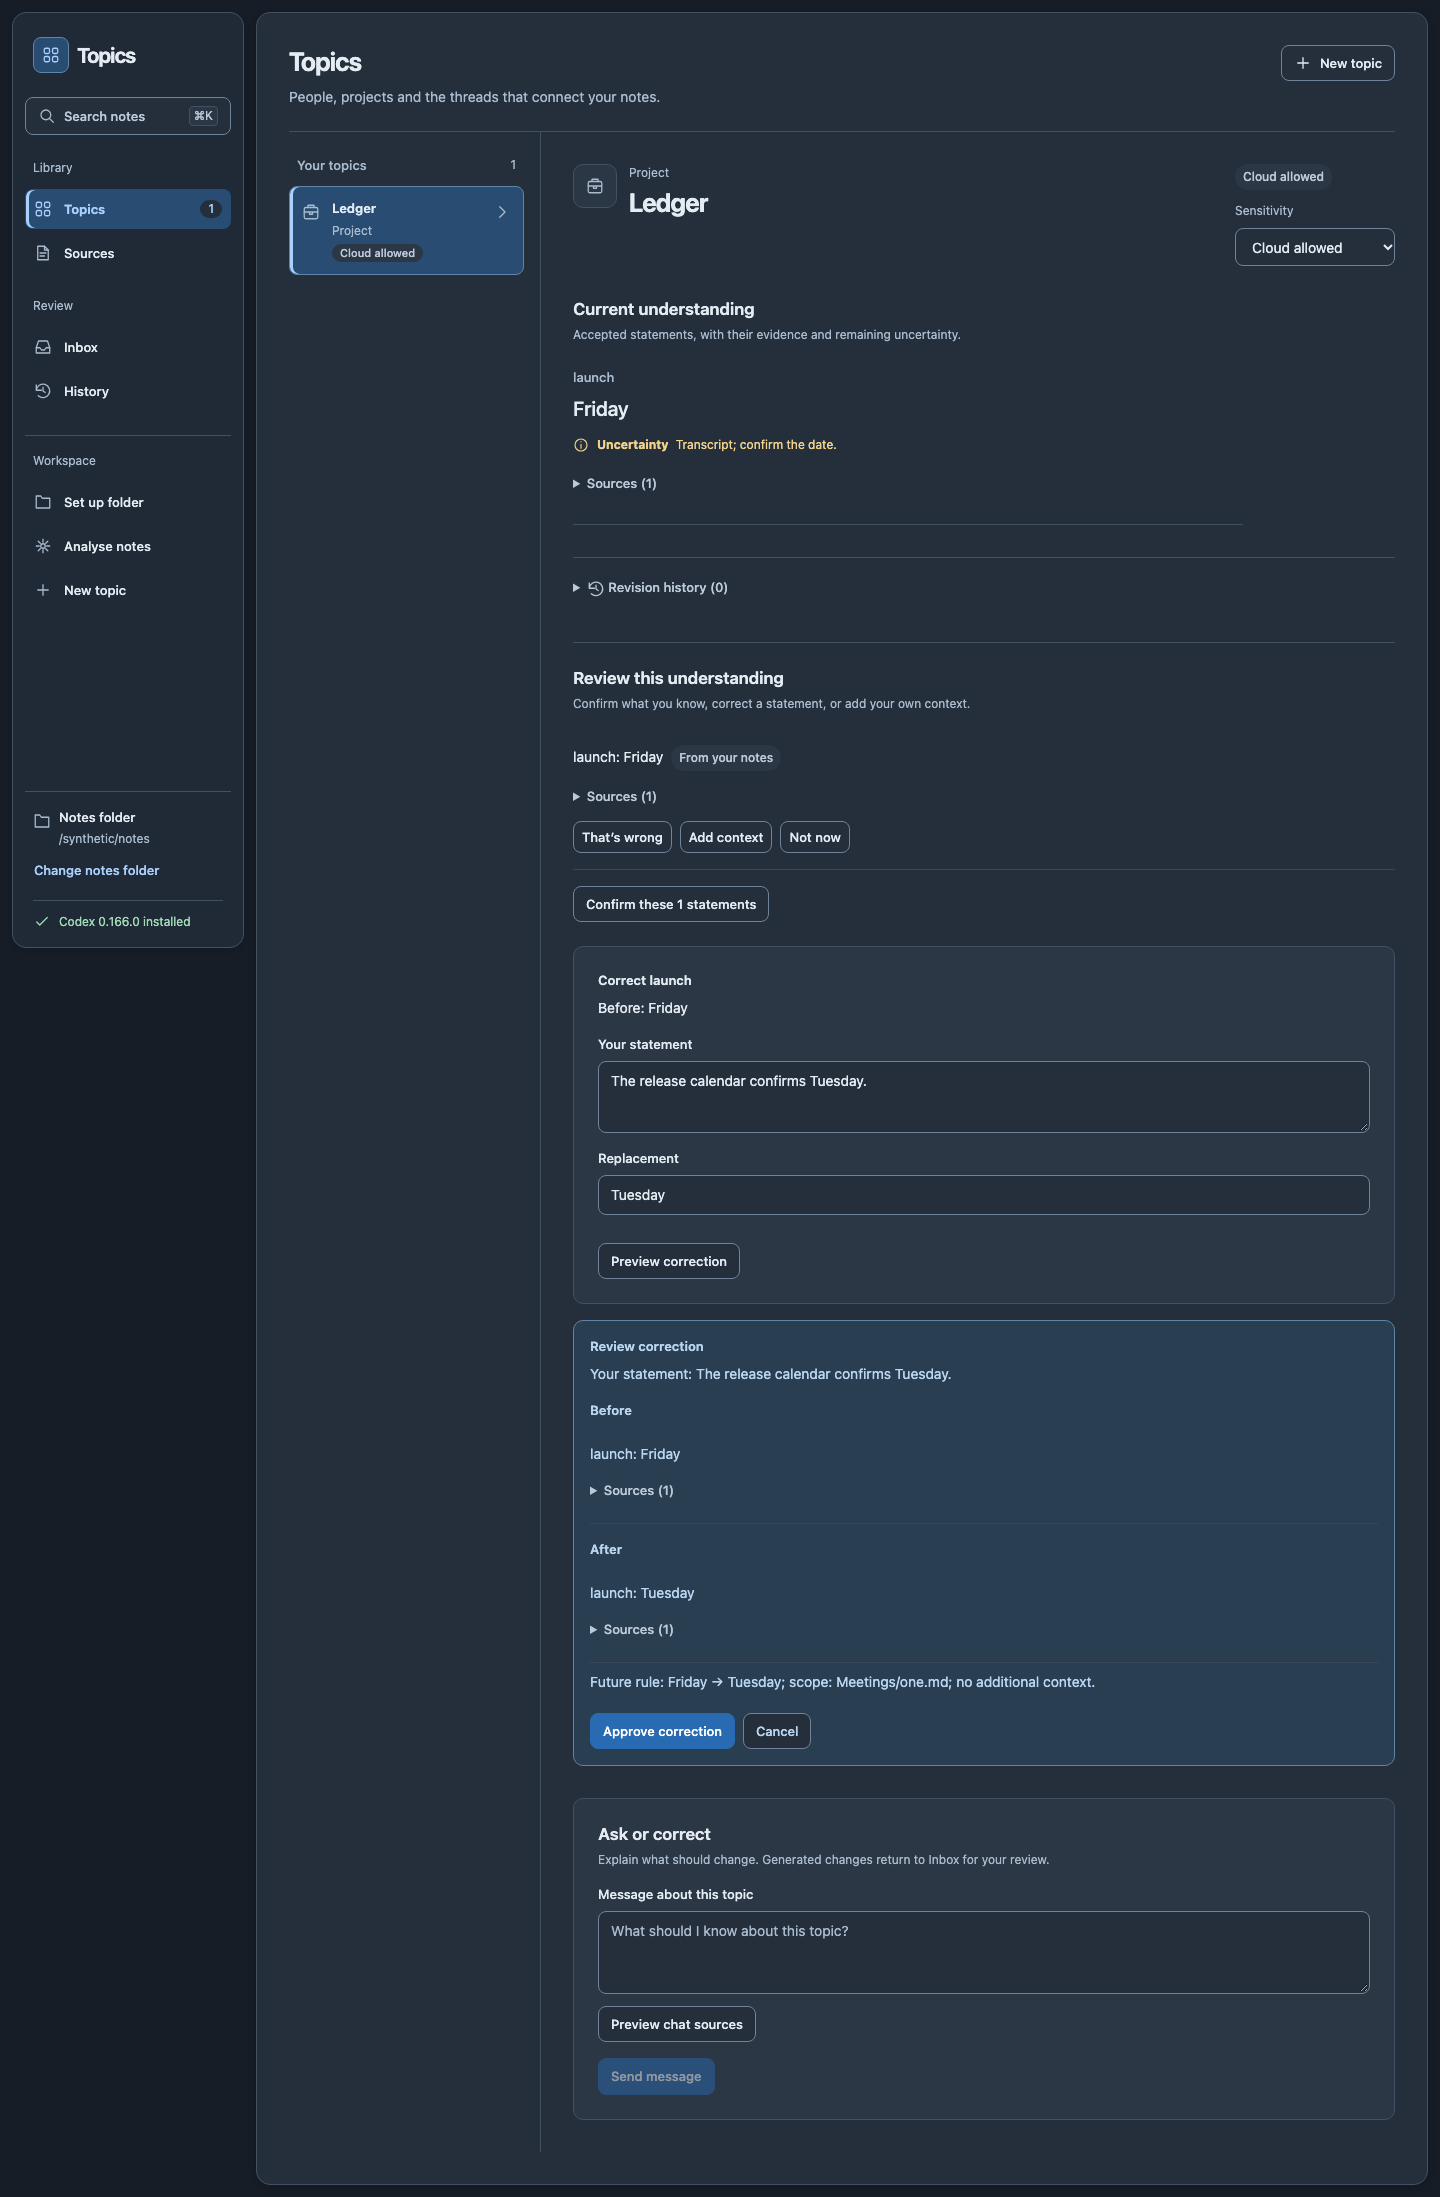 Topics
Search notes ⌘K
Library
Topics 1
Sources
Review
Inbox
History
Workspace
Set up folder
Analyse notes
New topic
Notes folder
/synthetic/notes
Change notes folder
Codex 0.166.0 installed
Topics
New topic
People, projects and the threads that connect your notes.
Your topics 1
Ledger
Project
Cloud allowed
Project
Ledger
Cloud allowed
Sensitivity
Cloud allowed
Current understanding
Accepted statements, with their evidence and remaining uncertainty.
launch
Friday
Uncertainty Transcript; confirm the date.
Sources (1)
Revision history (0)
Review this understanding
Confirm what you know, correct a statement, or add your own context.
launch: Friday From your notes
Sources (1)
That's wrong Add context Not now
Confirm these 1 statements
Correct launch
Before: Friday
Your statement
The release calendar confirms Tuesday.
Replacement
Tuesday
Preview correction
Review correction
Your statement: The release calendar confirms Tuesday.
Before
launch: Friday
Sources (1)
After
launch: Tuesday
Sources (1)
Future rule: Friday → Tuesday; scope: Meetings/one.md; no additional context.
Approve correction Cancel
Ask or correct
Explain what should change. Generated changes return to Inbox for your review.
Message about this topic
What should I know about this topic?
Preview chat sources
Send message